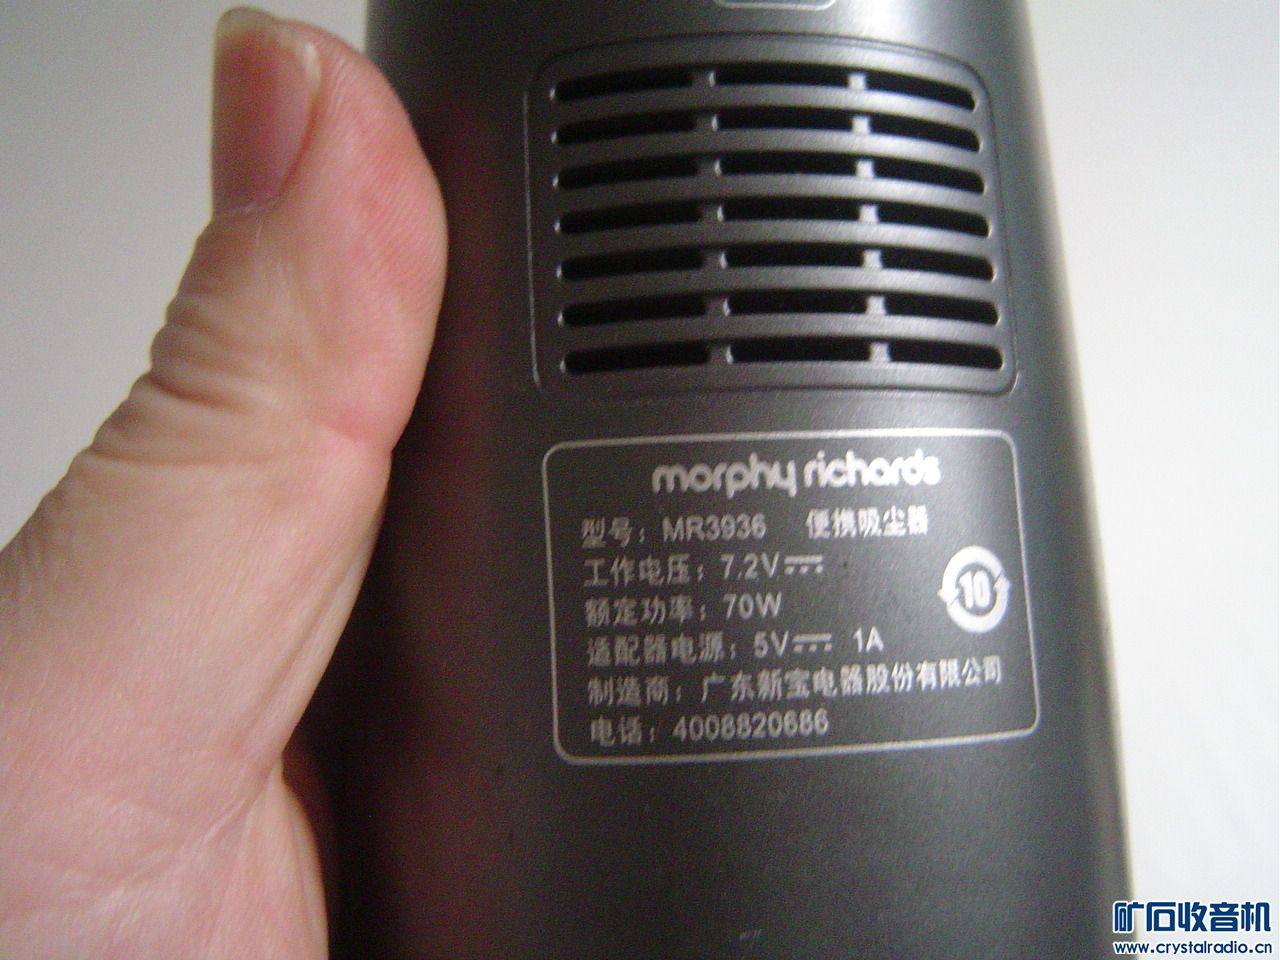 morphy richards
型号：MR3936 便携吸尘器
工作电压：7.2V
额定功率：70W
10
适配器电源：5V 1A
制造商：广东新宝电器股份有限公司
电话：4008820686
矿石收音机
www.crystalradio.cn